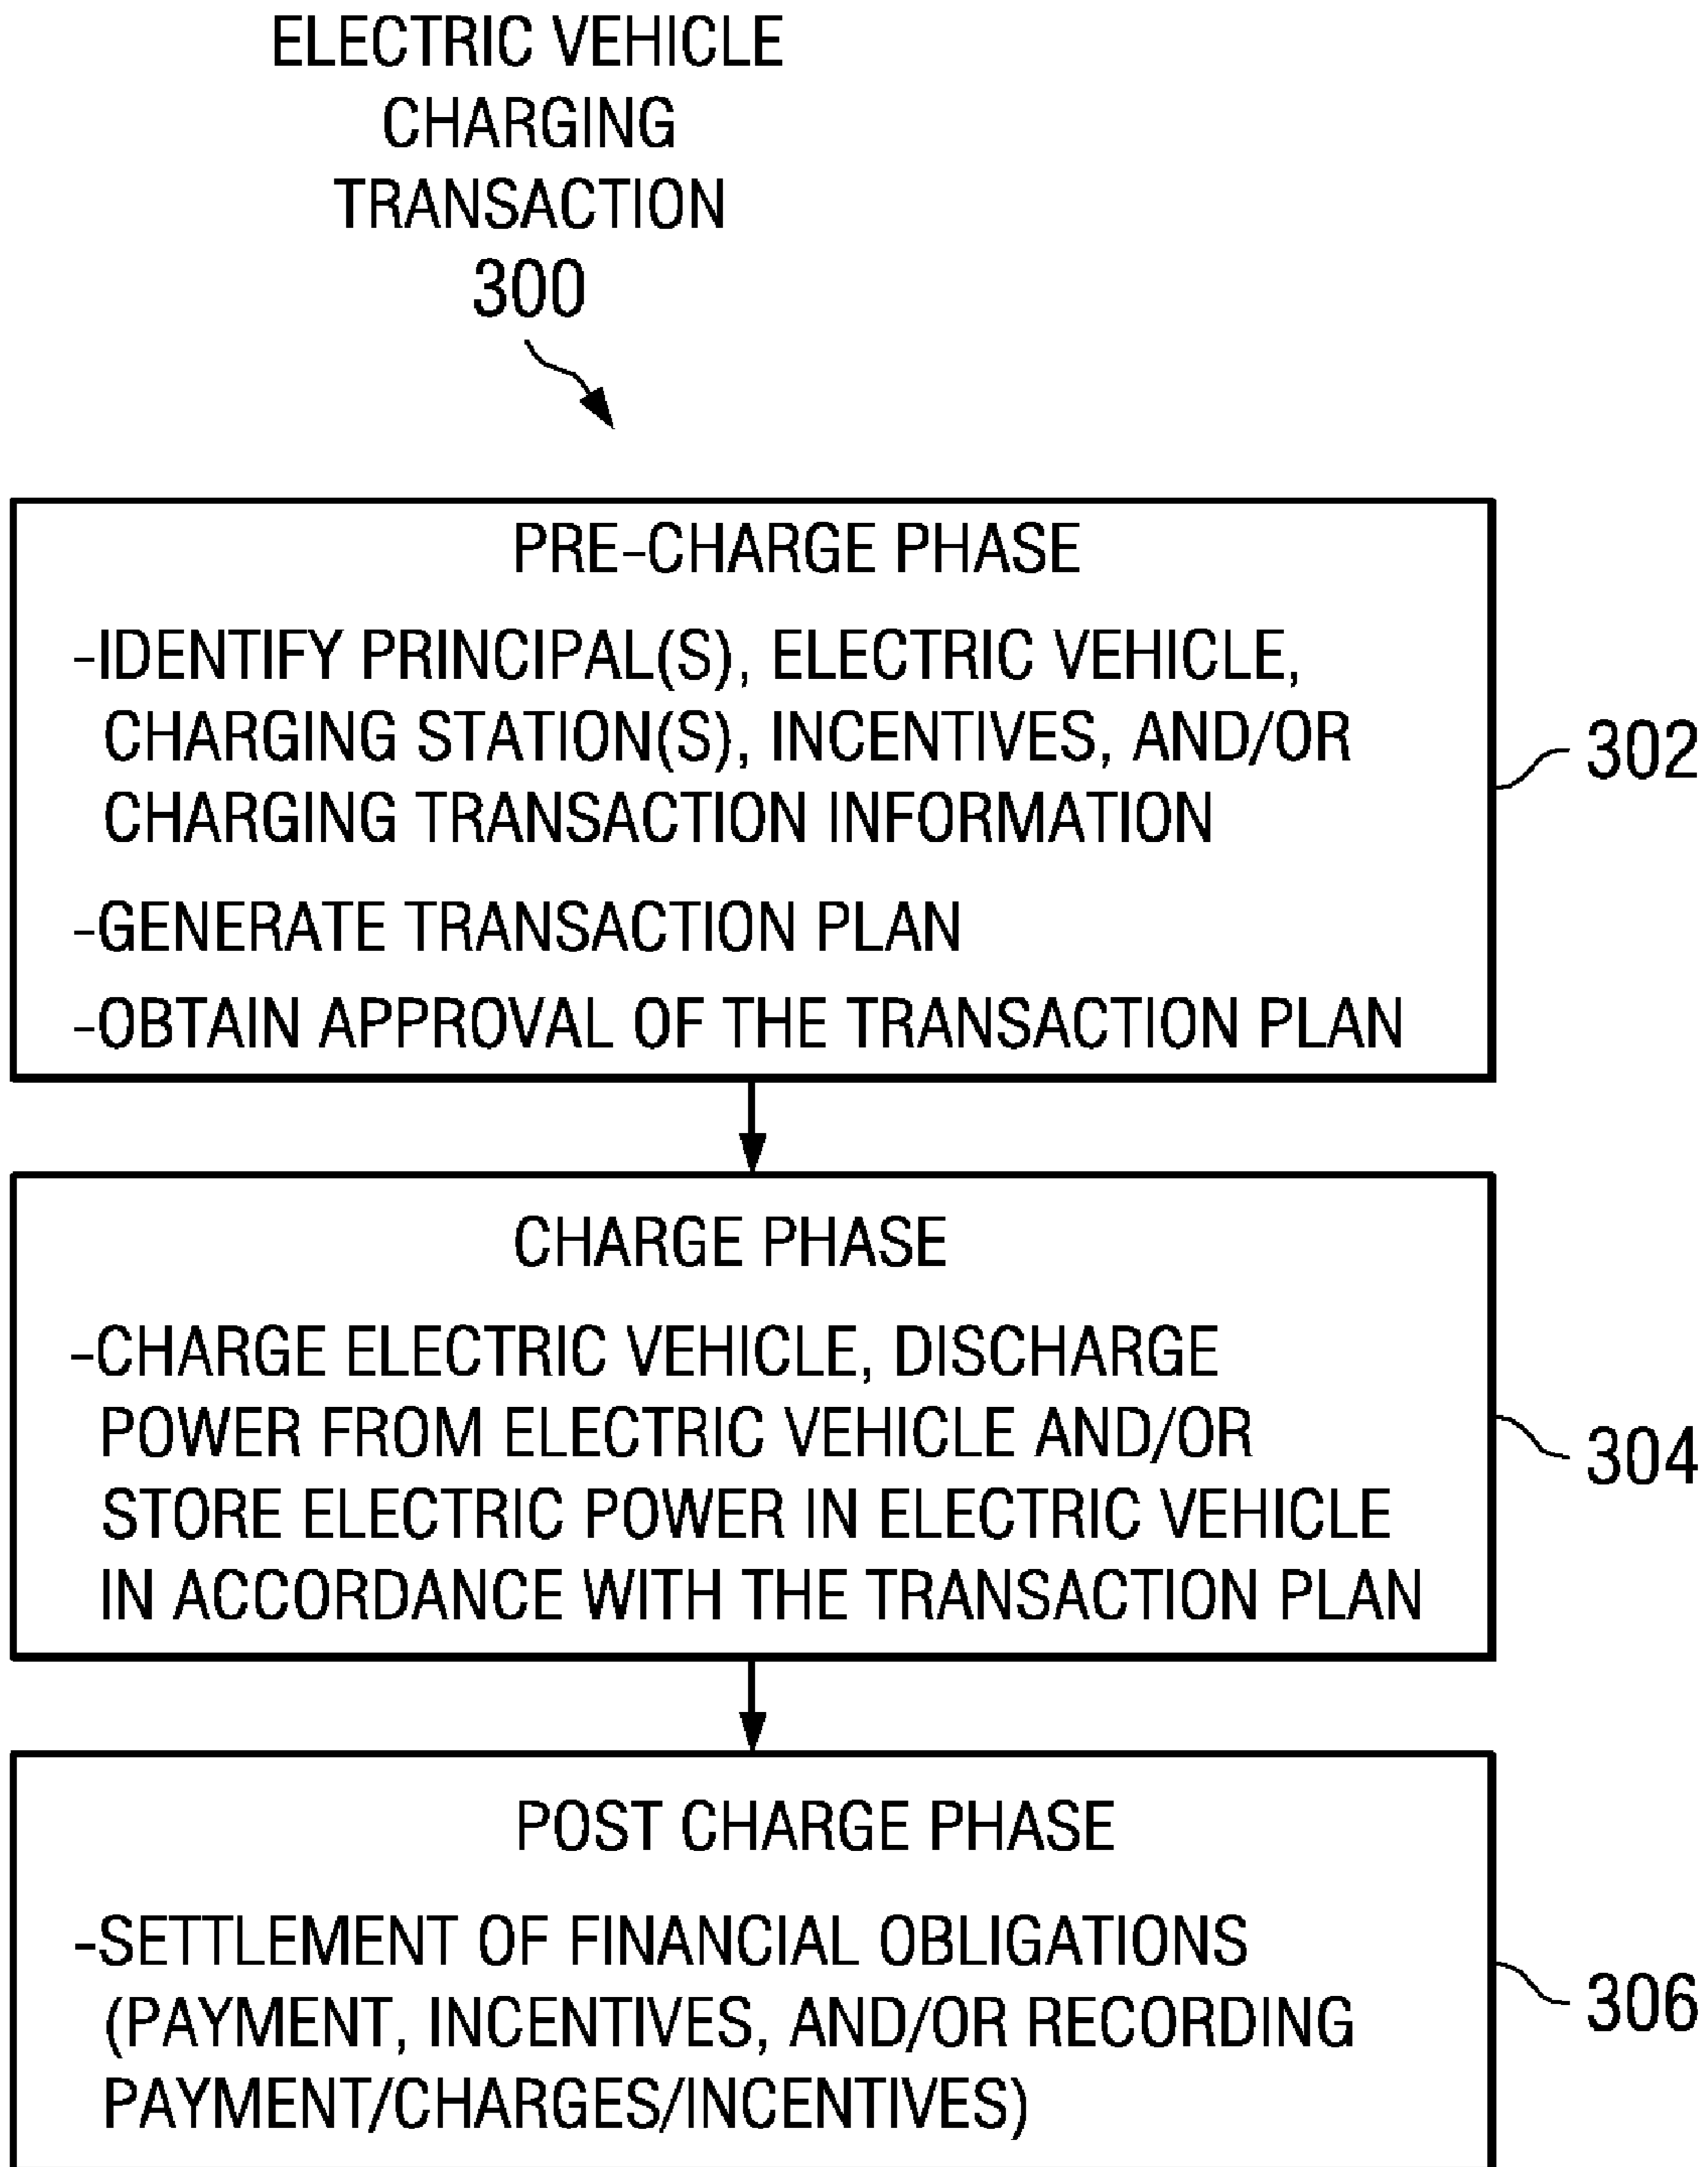 ELECTRIC VEHICLE
CHARGING
TRANSACTION
300
PRE-CHARGE PHASE
-IDENTIFY PRINCIPAL(S), ELECTRIC VEHICLE,
CHARGING STATION(S), INCENTIVES, AND/OR
CHARGING TRANSACTION INFORMATION
-GENERATE TRANSACTION PLAN
-OBTAIN APPROVAL OF THE TRANSACTION PLAN
302
CHARGE PHASE
-CHARGE ELECTRIC VEHICLE, DISCHARGE
POWER FROM ELECTRIC VEHICLE AND/OR
STORE ELECTRIC POWER IN ELECTRIC VEHICLE
IN ACCORDANCE WITH THE TRANSACTION PLAN
304
POST CHARGE PHASE
-SETTLEMENT OF FINANCIAL OBLIGATIONS
(PAYMENT, INCENTIVES, AND/OR RECORDING
PAYMENT/CHARGES/INCENTIVES)
306